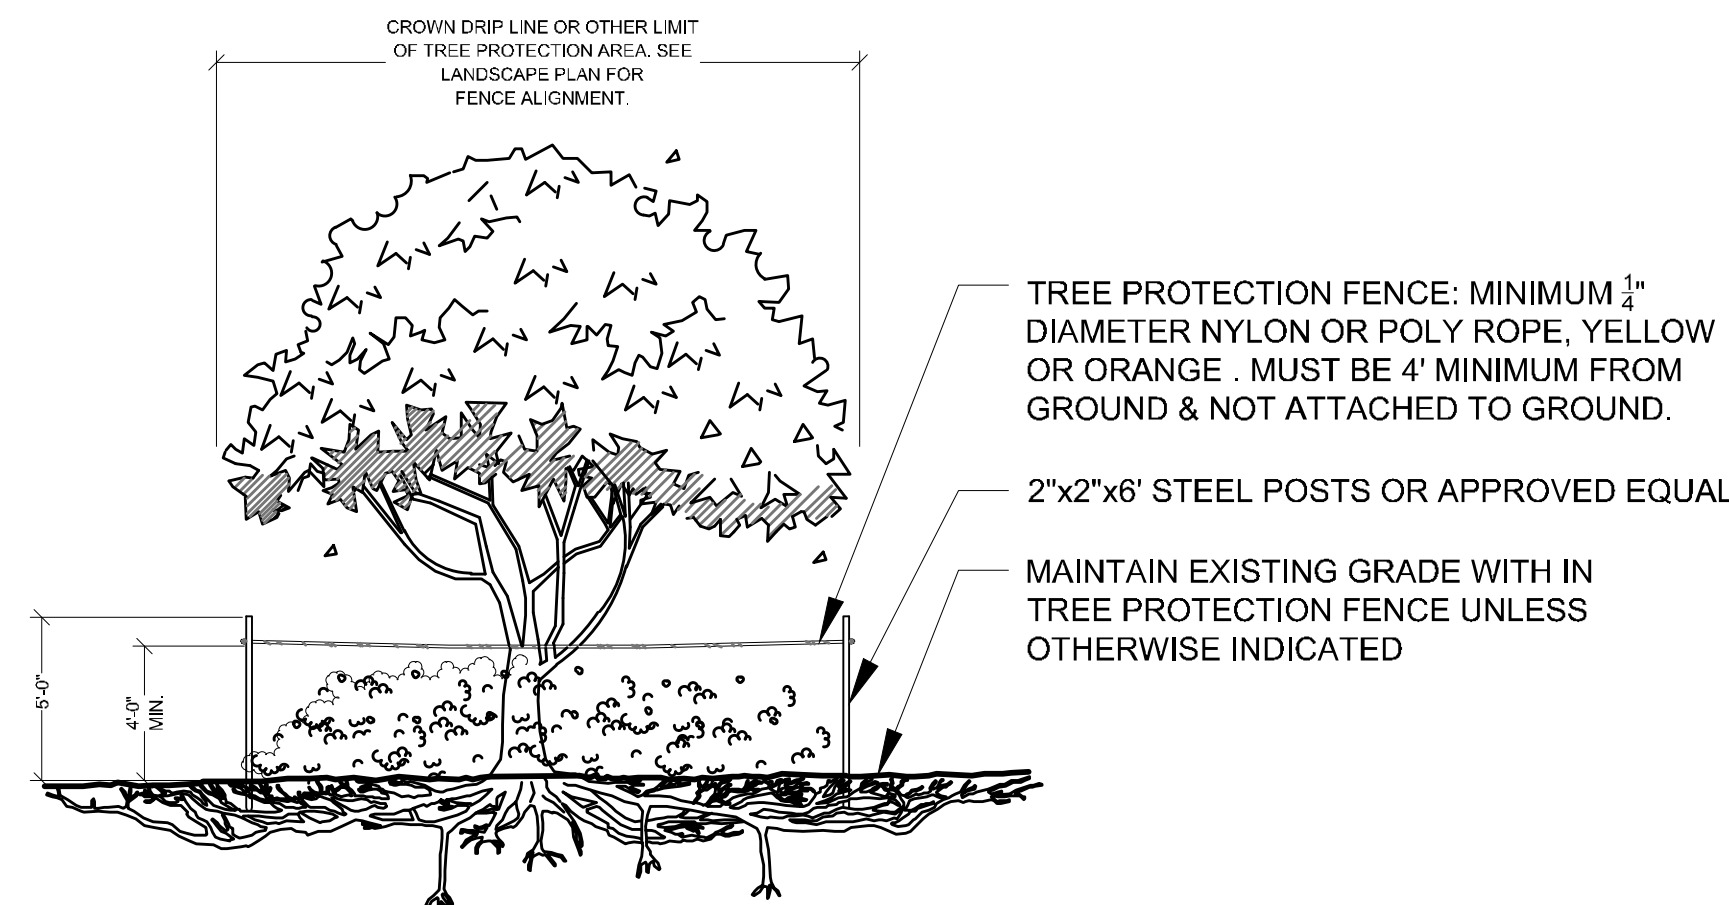 CROWN DRIP LINE OR OTHER LIMIT
OF TREE PROTECTION AREA. SEE
LANDSCAPE PLAN FOR
FENCE ALIGNMENT.
TREE PROTECTION FENCE: MINIMUM 1/4"
DIAMETER NYLON OR POLY ROPE, YELLOW
OR ORANGE . MUST BE 4' MINIMUM FROM
GROUND & NOT ATTACHED TO GROUND.
2"x2"x6' STEEL POSTS OR APPROVED EQUAL
MAINTAIN EXISTING GRADE WITH IN
TREE PROTECTION FENCE UNLESS
OTHERWISE INDICATED
5'-0"
4'-0"
MIN.